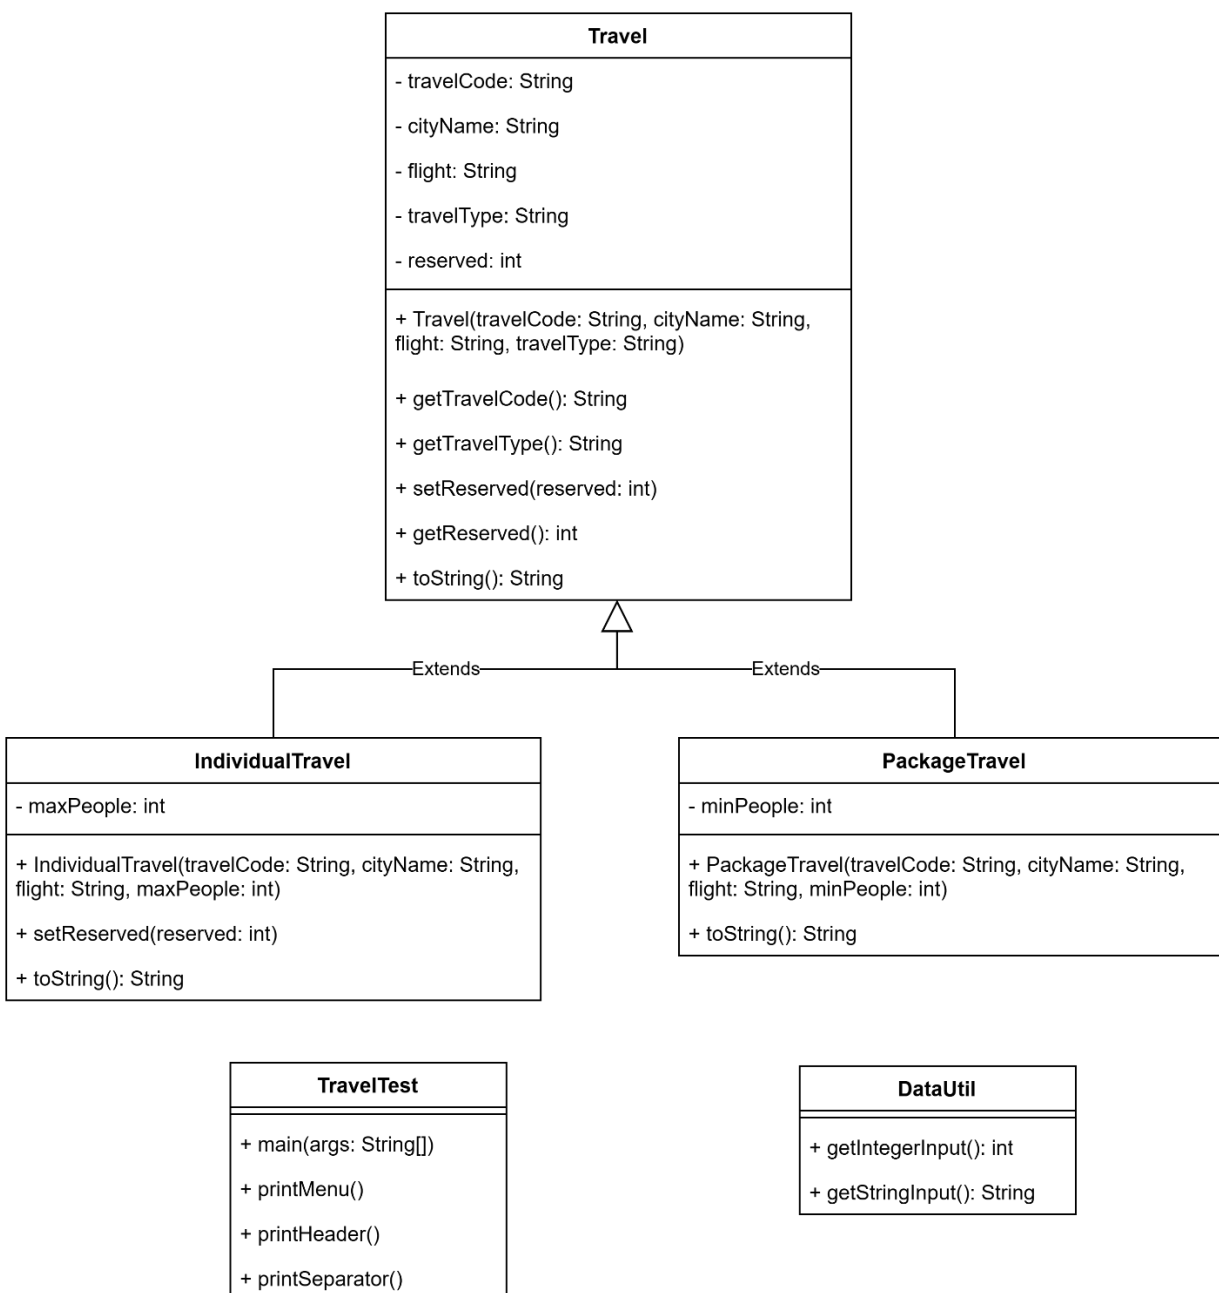 Travel
- travelCode: String
- cityName: String
- flight: String
- travelType: String
- reserved: int
+ Travel(travelCode: String, cityName: String,
flight: String, travelType: String)
+ getTravelCode(): String
+ getTravelType(): String
+ setReserved(reserved: int)
+ getReserved(): int
+ toString(): String
Extends
Extends
IndividualTravel
- maxPeople: int
+ IndividualTravel(travelCode: String, cityName: String,
flight: String, maxPeople: int)
+ setReserved(reserved: int)
+ toString(): String
PackageTravel
- minPeople: int
+ PackageTravel(travelCode: String, cityName: String,
flight: String, minPeople: int)
+ toString(): String
TravelTest
+ main(args: String[])
+ printMenu()
+ printHeader()
+ printSeparator()
DataUtil
+ getIntegerInput(): int
+ getStringInput(): String